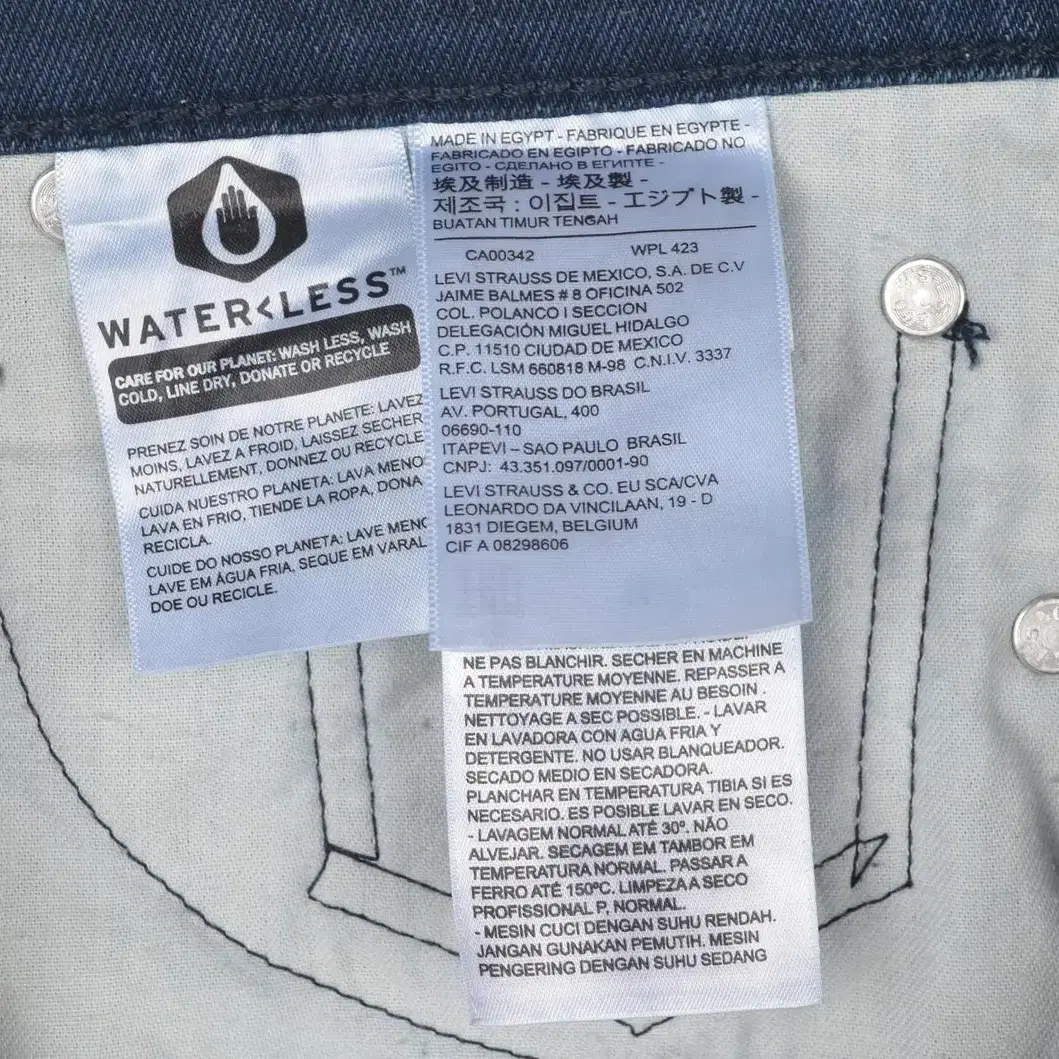 WATER<LESS™
CARE FOR OUR PLANET: WASH LESS, WASH
COLD, LINE DRY, DONATE OR RECYCLE
PRENEZ SOIN DE NOTRE PLANETE: LAVEZ
MOINS, LAVEZ A FROID, LAISSEZ SECHER
NATURELLEMENT, DONNEZ OU RECYCLE
CUIDA NUESTRO PLANETA: LAVA MENO
LAVA EN FRIO, TIENDE LA ROPA, DONA
RECICLA.
CUIDE DO NOSSO PLANETA: LAVE MENO
LAVE EM ÁGUA FRIA, SEQUE EM VARAL
DOE OU RECICLE.
MADE IN EGYPT - FABRIQUE EN EGYPTE -
FABRICADO EN EGIPTO - FABRICADO NO
EGITO - СДЕЛАНО В ЕГИПТЕ -
埃及制造 - 埃及製 -
제조국 : 이집트 - エジプト製 -
BUATAN TIMUR TENGAH
CA00342 WPL 423
LEVI STRAUSS DE MEXICO, S.A. DE C.V
JAIME BALMES # 8 OFICINA 502
COL. POLANCO I SECCION
DELEGACIÓN MIGUEL HIDALGO
C.P. 11510 CIUDAD DE MEXICO
R.F.C. LSM 660818 M-98 C.N.I.V. 3337
LEVI STRAUSS DO BRASIL
AV. PORTUGAL, 400
06690-110
ITAPEVI – SAO PAULO BRASIL
CNPJ: 43.351.097/0001-90
LEVI STRAUSS & CO. EU SCA/CVA
LEONARDO DA VINCILAAN, 19 - D
1831 DIEGEM, BELGIUM
CIF A 08298606
NE PAS BLANCHIR. SECHER EN MACHINE
A TEMPERATURE MOYENNE. REPASSER A
TEMPERATURE MOYENNE AU BESOIN .
NETTOYAGE A SEC POSSIBLE. - LAVAR
EN LAVADORA CON AGUA FRIA Y
DETERGENTE. NO USAR BLANQUEADOR.
SECADO MEDIO EN SECADORA.
PLANCHAR EN TEMPERATURA TIBIA SI ES
NECESARIO. ES POSIBLE LAVAR EN SECO.
- LAVAGEM NORMAL ATÉ 30º. NÃO
ALVEJAR. SECAGEM EM TAMBOR EM
TEMPERATURA NORMAL. PASSAR A
FERRO ATÉ 150ºC. LIMPEZA A SECO
PROFISSIONAL P, NORMAL.
- MESIN CUCI DENGAN SUHU RENDAH.
JANGAN GUNAKAN PEMUTIH. MESIN
PENGERING DENGAN SUHU SEDANG